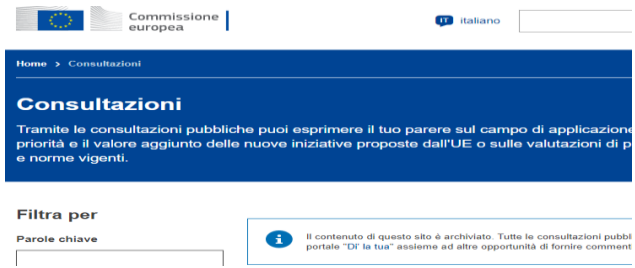 Commissione
europea
IT italiano
Home > Consultazioni
Consultazioni
Tramite le consultazioni pubbliche puoi esprimere il tuo parere sul campo di applicazione
priorità e il valore aggiunto delle nuove iniziative proposte dall'UE o sulle valutazioni di
e norme vigenti.
Filtra per
Parole chiave
Il contenuto di questo sito è archiviato. Tutte le consultazioni
portale "Di' la tua" assieme ad altre opportunità di fornire